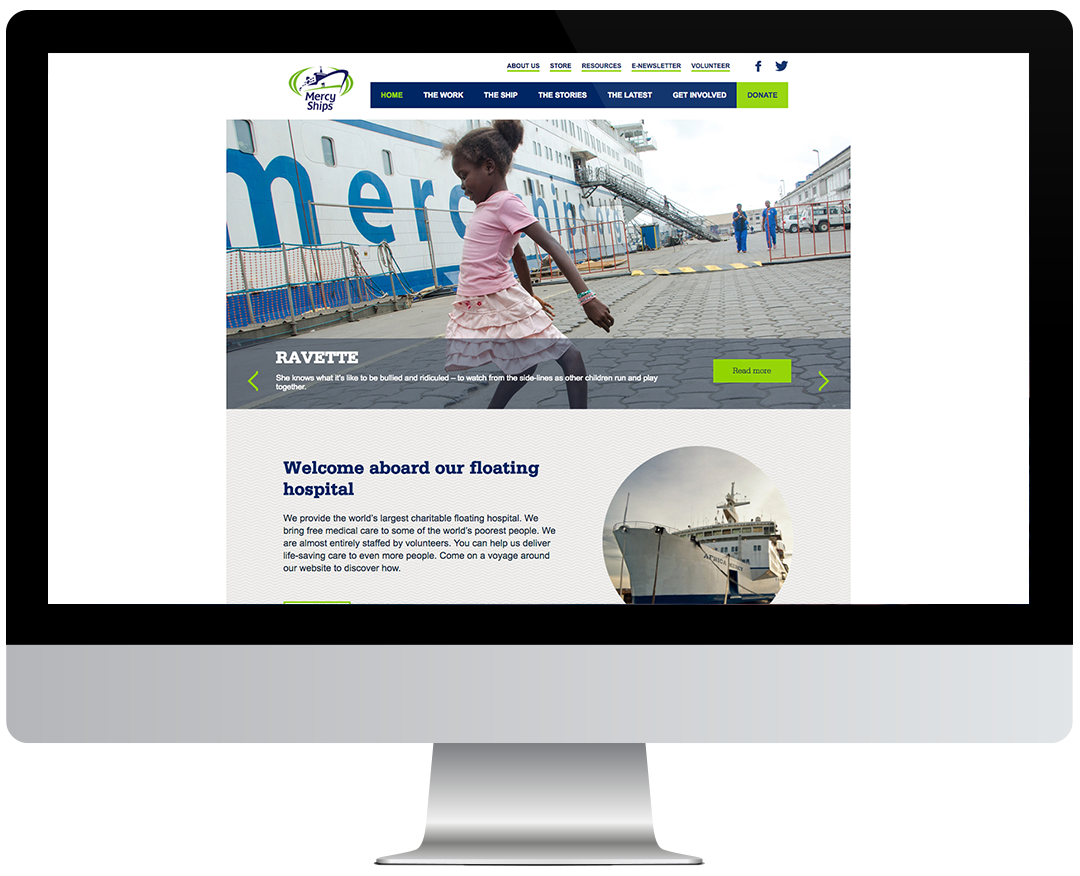 ABOUT US STORE RESOURCES E-NEWSLETTER VOLUNTEER
Mercy
Ships
HOME THE WORK THE SHIP THE STORIES THE LATEST GET INVOLVED DONATE
mercyships.org
RAVETTE
She knows what it's like to be bullied and ridiculed – to watch from the side-lines as other children run and play
together.
Read more
Welcome aboard our floating
hospital
We provide the world's largest charitable floating hospital. We
bring free medical care to some of the world's poorest people. We
are almost entirely staffed by volunteers. You can help us deliver
life-saving care to even more people. Come on a voyage around
our website to discover how.
AFRICA MERCY